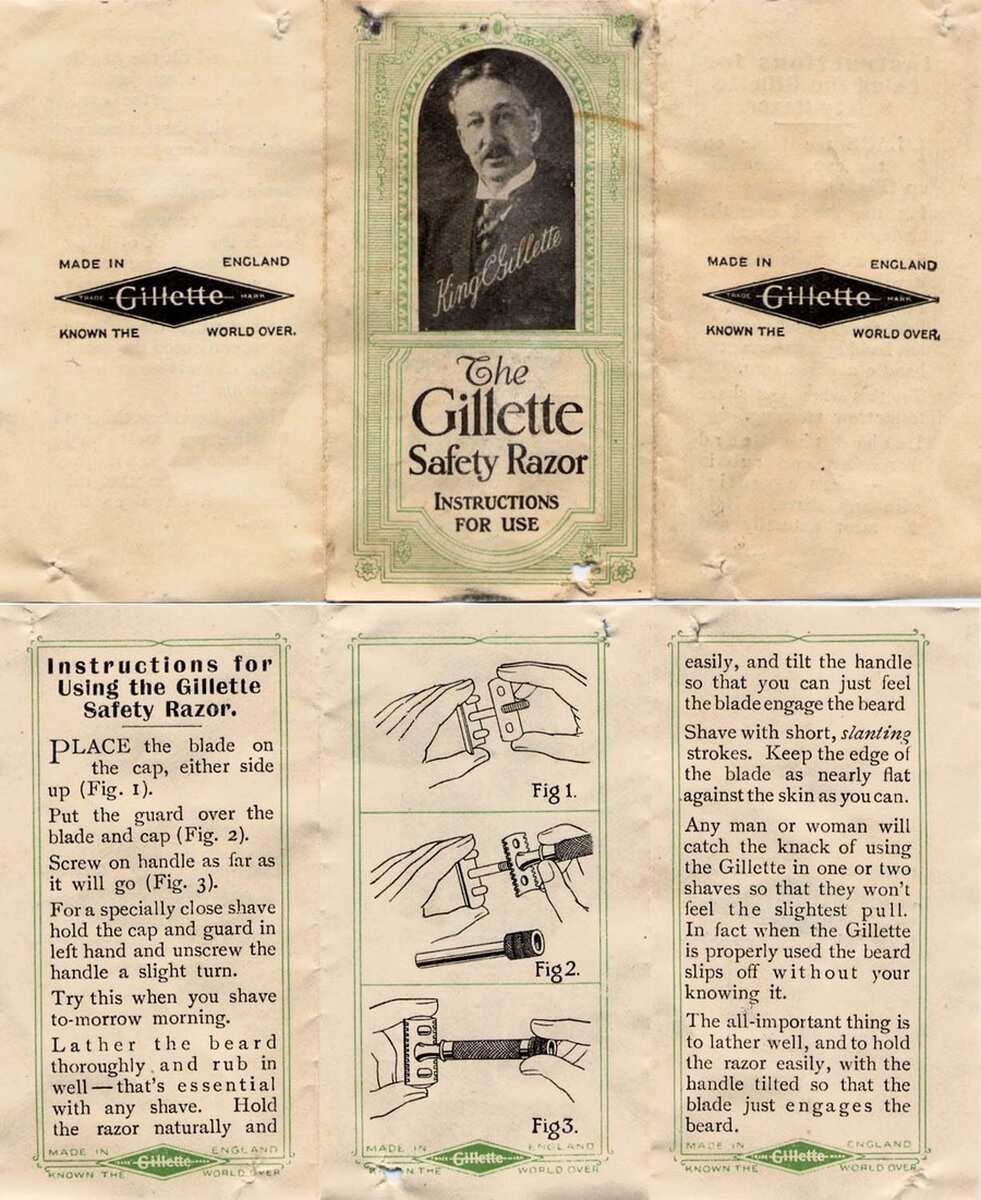 MADE IN ENGLAND
TRADE Gillette MARK
KNOWN THE WORLD OVER.
King C Gillette
The
Gillette
Safety Razor
INSTRUCTIONS
FOR USE
MADE IN ENGLAND
TRADE Gillette MARK
KNOWN THE WORLD OVER.
Instructions for
Using the Gillette
Safety Razor.
PLACE the blade on
the cap, either side
up (Fig. 1).
Put the guard over the
blade and cap (Fig. 2).
Screw on handle as far as
it will go (Fig. 3).
For a specially close shave
hold the cap and guard in
left hand and unscrew the
handle a slight turn.
Try this when you shave
to-morrow morning.
Lather the beard
thoroughly and rub in
well—that's essential
with any shave. Hold
the razor naturally and
MADE IN ENGLAND
Gillette
KNOWN THE WORLD OVER
Fig 1.
Fig 2.
Fig 3.
MADE IN ENGLAND
Gillette
KNOWN THE WORLD OVER
easily, and tilt the handle
so that you can just feel
the blade engage the beard
Shave with short, slanting
strokes. Keep the edge of
the blade as nearly flat
against the skin as you can.
Any man or woman will
catch the knack of using
the Gillette in one or two
shaves so that they won't
feel the slightest pull.
In fact when the Gillette
is properly used the beard
slips off without your
knowing it.
The all-important thing is
to lather well, and to hold
the razor easily, with the
handle tilted so that the
blade just engages the
beard.
MADE IN ENGLAND
Gillette
KNOWN THE WORLD OVER